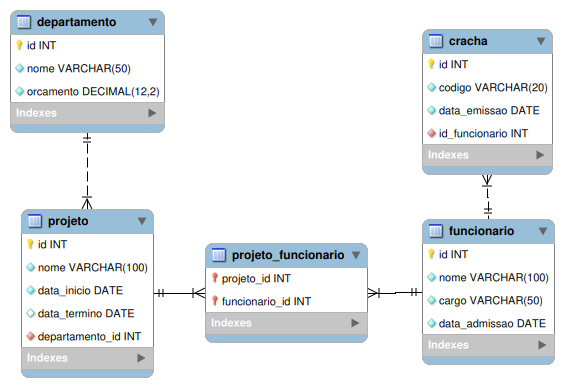 departamento
id INT
nome VARCHAR(50)
orcamento DECIMAL(12,2)
Indexes
cracha
id INT
codigo VARCHAR(20)
data_emissao DATE
id_funcionario INT
Indexes
projeto
id INT
nome VARCHAR(100)
data_inicio DATE
data_termino DATE
departamento_id INT
Indexes
projeto_funcionario
projeto_id INT
funcionario_id INT
Indexes
funcionario
id INT
nome VARCHAR(100)
cargo VARCHAR(50)
data_admissao DATE
Indexes